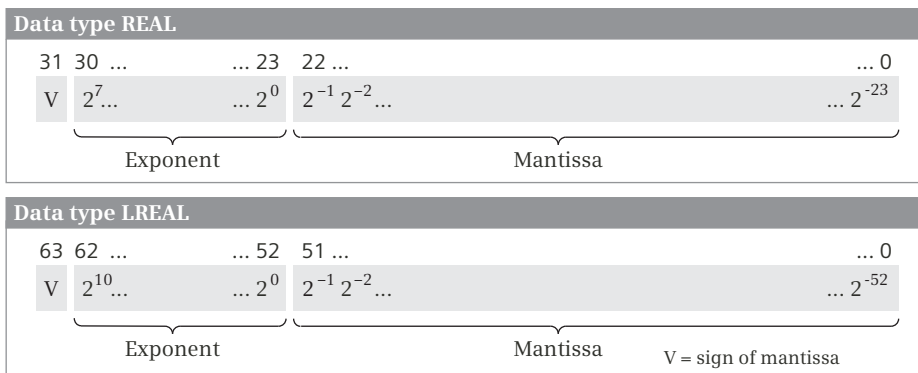 Data type REAL
31 30 ... ... 23 22 ... ... 0
V 2^7... ... 2^0 2^−1 2^−2... ... 2^-23
Exponent Mantissa
Data type LREAL
63 62 ... ... 52 51 ... ... 0
V 2^10... ... 2^0 2^−1 2^−2... ... 2^-52
Exponent Mantissa V = sign of mantissa